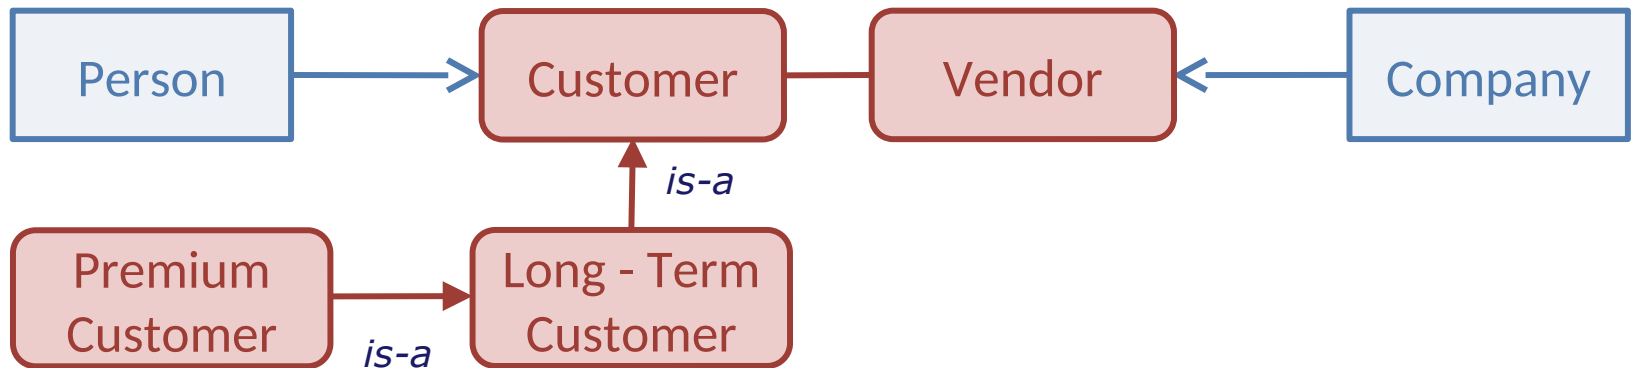 Person
Customer
Vendor
Company
is-a
Premium
Customer
is-a
Long - Term
Customer